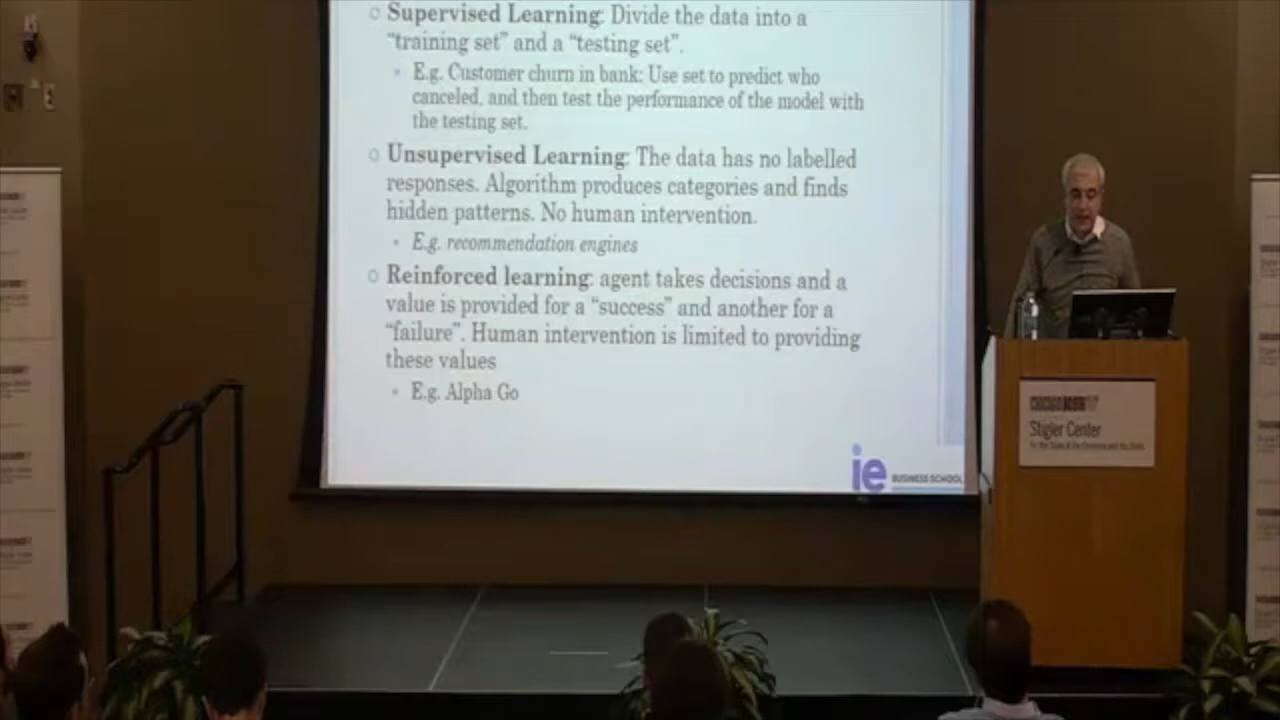 Supervised Learning: Divide the data into a
“training set” and a “testing set”.
E.g. Customer churn in bank: Use set to predict who
canceled, and then test the performance of the model with
the testing set.
Unsupervised Learning: The data has no labelled
responses. Algorithm produces categories and finds
hidden patterns. No human intervention.
E.g. recommendation engines
Reinforced learning: agent takes decisions and a
value is provided for a “success” and another for a
“failure”. Human intervention is limited to providing
these values
E.g. Alpha Go
ie BUSINESS SCHOOL
CHICAGO BOOTH
Stigler Center